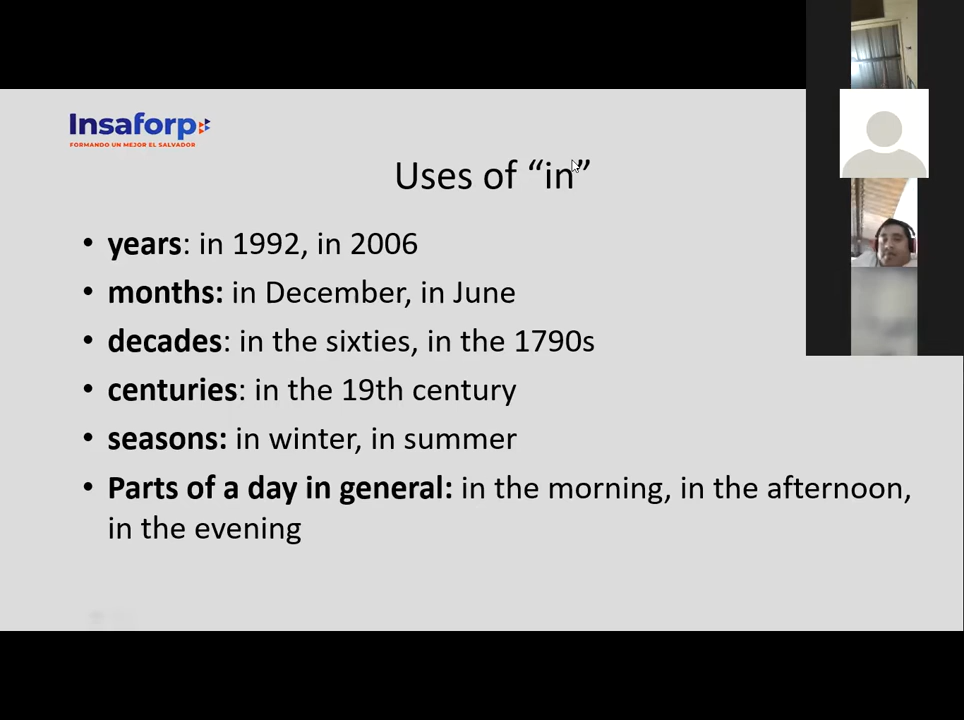 Insaforp
FORMANDO UN MEJOR EL SALVADOR
Uses of “in”
• years: in 1992, in 2006
• months: in December, in June
• decades: in the sixties, in the 1790s
• centuries: in the 19th century
• seasons: in winter, in summer
• Parts of a day in general: in the morning, in the afternoon,
in the evening